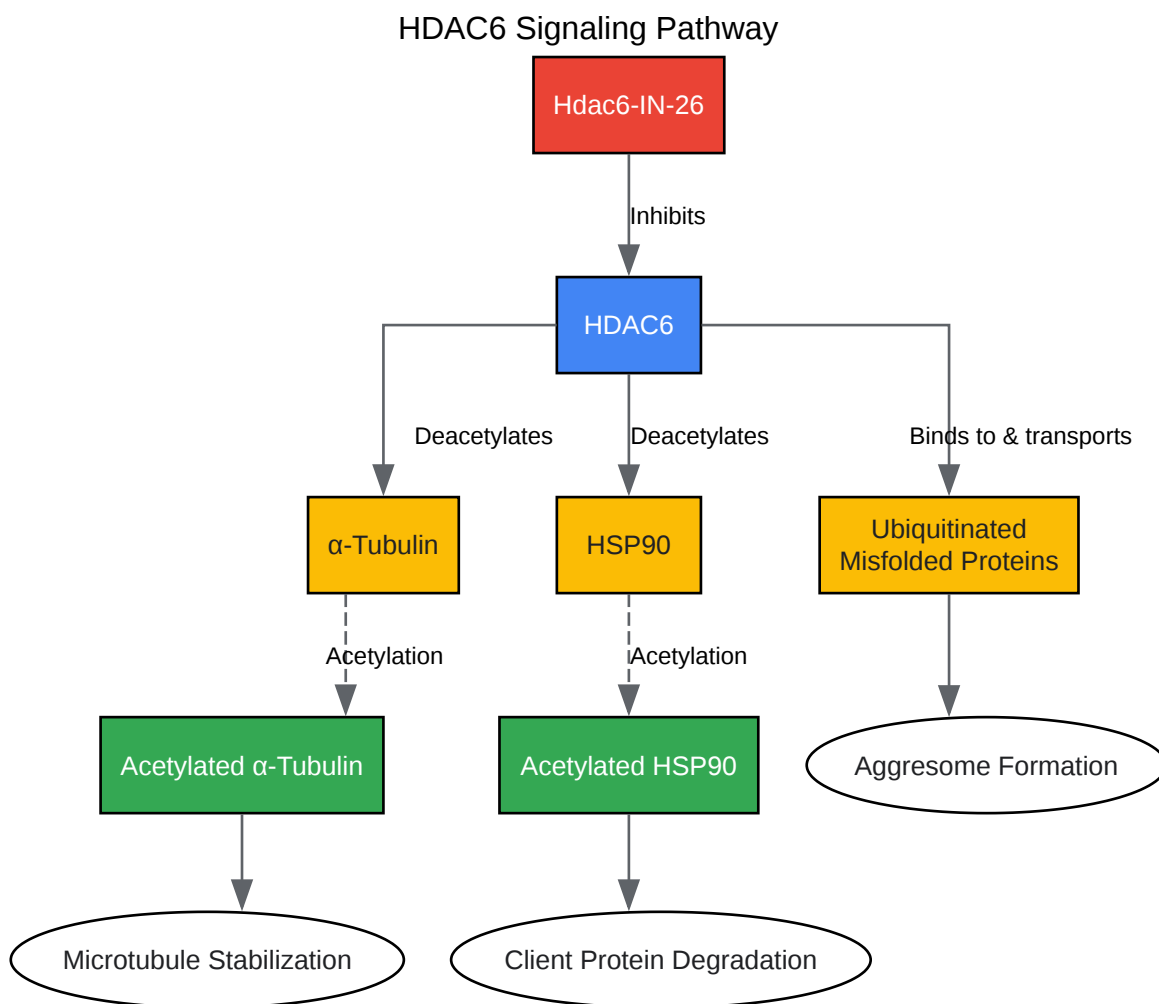 HDAC6 Signaling Pathway
Hdac6-IN-26
Inhibits
HDAC6
Deacetylates
Deacetylates
Binds to & transports
α-Tubulin
HSP90
Ubiquitinated
Misfolded Proteins
Acetylation
Acetylation
Acetylated α-Tubulin
Acetylated HSP90
Aggresome Formation
Microtubule Stabilization
Client Protein Degradation